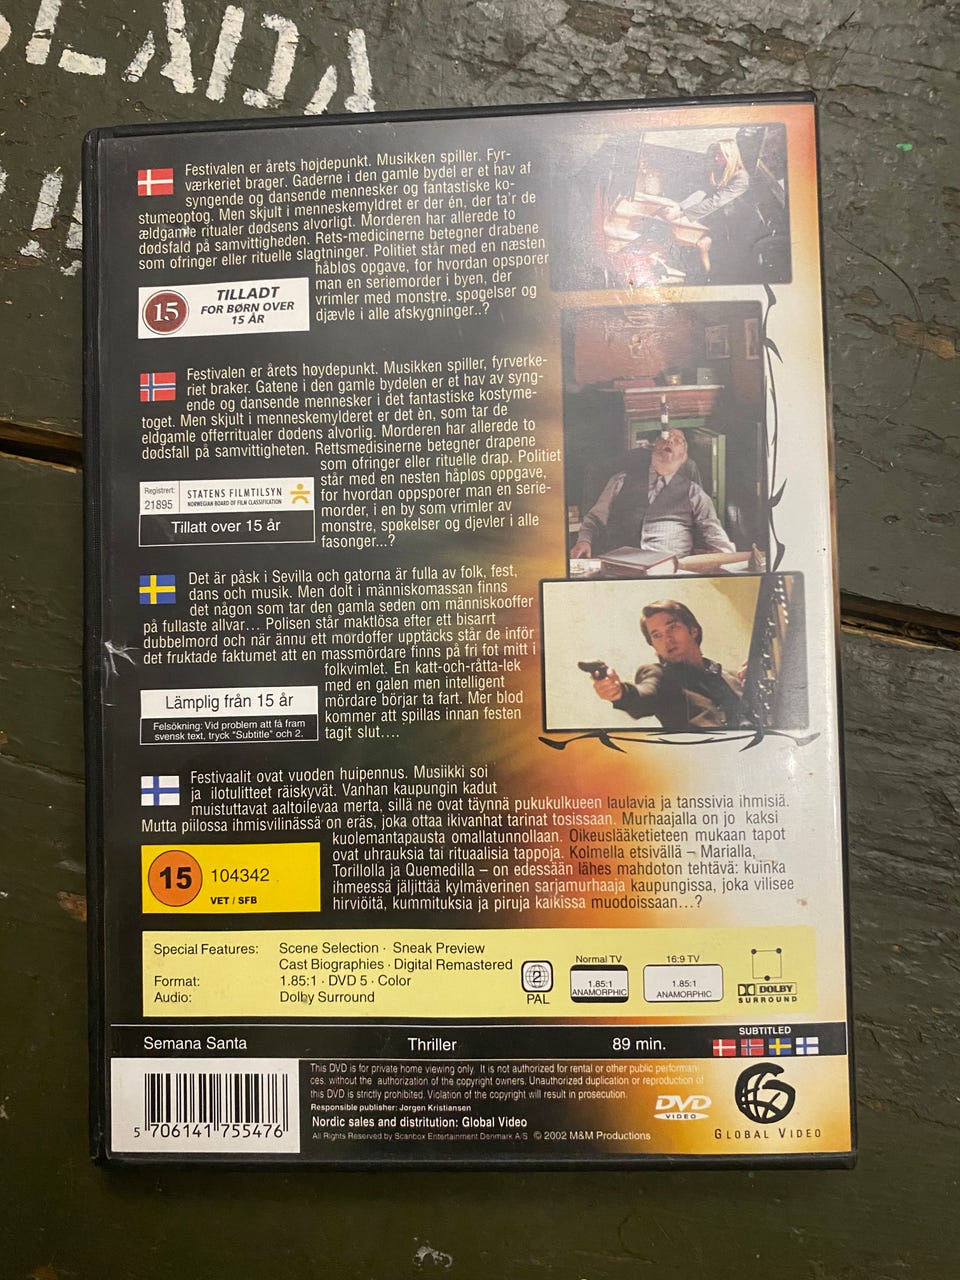 Festivalen er årets højdepunkt. Musikken spiller. Fyr-
værkeriet brager. Gaderne i den gamle bydel er et hav af
syngende og dansende mennesker og fantastiske ko-
stumeoptog. Men skjult i menneskemyldret er der én, der ta'r de
ældgamle ritualer dødsens alvorligt. Morderen har allerede to
dødsfald på samvittigheden. Rets-medicinerne betegner drabene
som ofringer eller rituelle slagtninger. Politiet står med en næsten
håbløs opgave, for hvordan opsporer
man en seriemorder i byen, der
vrimler med monstre, spøgelser og
djævle i alle afskygninger..?
15
TILLADT
FOR BØRN OVER
15 ÅR
Festivalen er årets høydepunkt. Musikken spiller, fyrverke-
riet braker. Gatene i den gamle bydelen er et hav av syng-
ende og dansende mennesker i det fantastiske kostyme-
toget. Men skjult i menneskemylderet er det èn, som tar de
eldgamle offerritualer dødens alvorlig. Morderen har allerede to
dødsfall på samvittigheden. Rettsmedisinerne betegner drapene
som ofringer eller rituelle drap. Politiet
står med en nesten håpløs oppgave,
for hvordan oppsporer man en serie-
morder, i en by som vrimler av
monstre, spøkelser og djevler i alle
fasonger...?
Registrert:
21895
STATENS FILMTILSYN
NORWEGIAN BOARD OF FILM CLASSIFICATION
Tillatt over 15 år
Det är påsk i Sevilla och gatorna är fulla av folk, fest,
dans och musik. Men dolt i människomassan finns
det någon som tar den gamla seden om människooffer
på fullaste allvar... Polisen står maktlösa efter ett bisarrt
dubbelmord och när ännu ett mordoffer upptäcks står de inför
det fruktade faktumet att en massmördare finns på fri fot mitt i
folkvimlet. En katt-och-råtta-lek
med en galen men intelligent
mördare börjar ta fart. Mer blod
kommer att spillas innan festen
tagit slut....
Lämplig från 15 år
Felsökning: Vid problem att få fram
svensk text, tryck "Subtitle" och 2.
Festivaalit ovat vuoden huipennus. Musiikki soi
ja ilotulitteet räiskyvät. Vanhan kaupungin kadut
muistuttavat aaltoilevaa merta, sillä ne ovat täynnä pukukulkueen laulavia ja tanssivia ihmisiä.
Mutta piilossa ihmisvilinässä on eräs, joka ottaa ikivanhat tarinat tosissaan. Murhaajalla on jo kaksi
kuolemantapausta omallatunnollaan. Oikeuslääketieteen mukaan tapot
ovat uhrauksia tai rituaalisia tappoja. Kolmella etsivällä – Marialla,
Torillolla ja Quemedilla – on edessään lähes mahdoton tehtävä: kuinka
ihmeessä jäljittää kylmäverinen sarjamurhaaja kaupungissa, joka vilisee
hirviöitä, kummituksia ja piruja kaikissa muodoissaan...?
15
104342
VET / SFB
Special Features: Scene Selection · Sneak Preview
Cast Biographies · Digital Remastered
Format: 1.85:1 · DVD 5 · Color
Audio: Dolby Surround
2
PAL
Normal TV
1.85:1
ANAMORPHIC
16:9 TV
1.85:1
ANAMORPHIC
DOLBY
SURROUND
Semana Santa Thriller 89 min.
SUBTITLED
This DVD is for private home viewing only. It is not authorized for rental or other public performan-
ces, without the authorization of the copyright owners. Unauthorized duplication or reproduction of
this DVD is strictly prohibited. Violation of the copyright will result in prosecution.
Responsible publisher: Jorgen Kristiansen
Nordic sales and distritution: Global Video
All Rights Reserved by Scanbox Entertainment Denmark A/S © 2002 M&M Productions
DVD
VIDEO
GLOBAL VIDEO
5 706141 755476